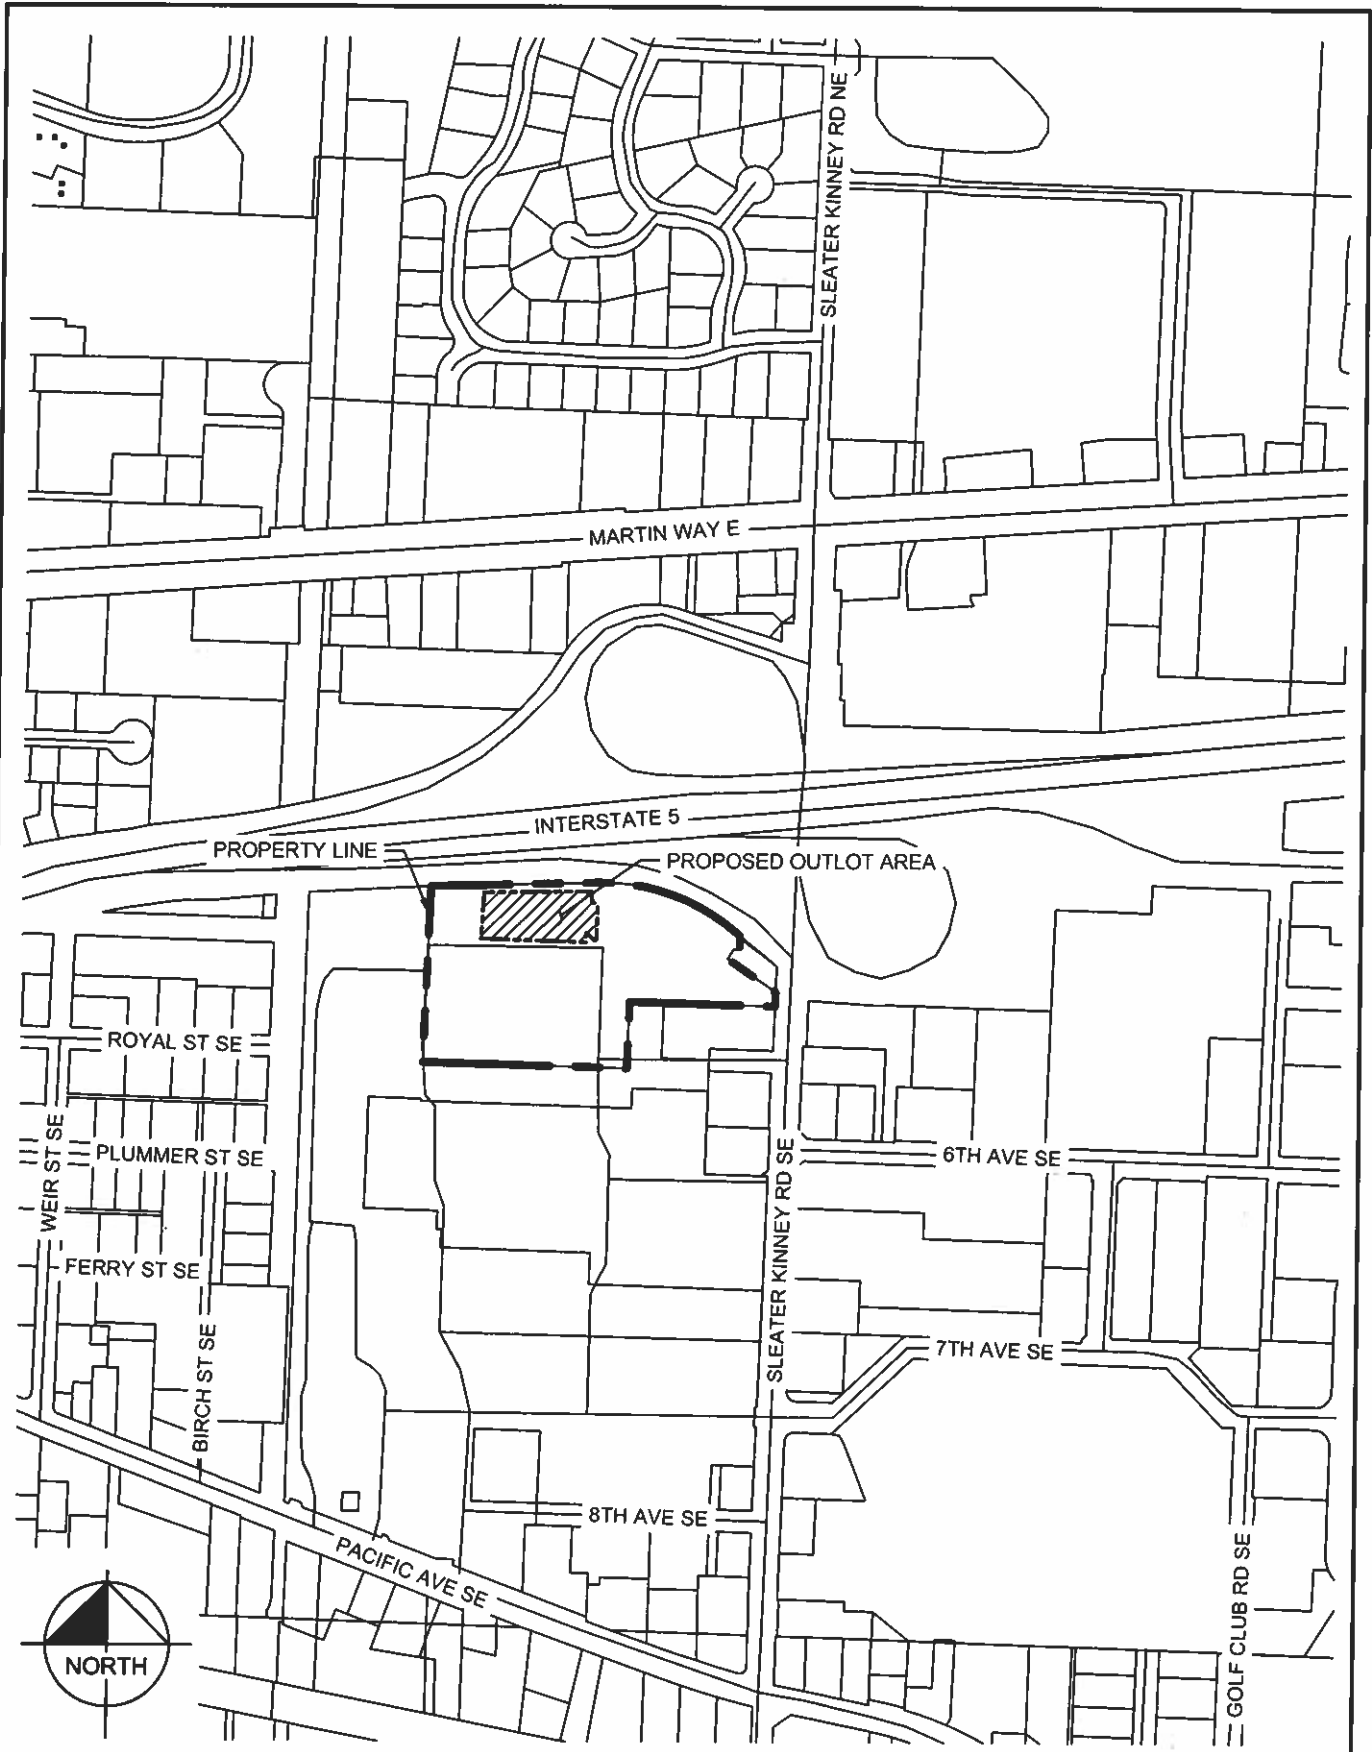 SLEATER KINNEY RD NE
MARTIN WAY E
INTERSTATE 5
PROPERTY LINE
PROPOSED OUTLOT AREA
ROYAL ST SE
WEIR ST SE
PLUMMER ST SE
6TH AVE SE
SLEATER KINNEY RD SE
FERRY ST SE
BIRCH ST SE
7TH AVE SE
8TH AVE SE
PACIFIC AVE SE
GOLF CLUB RD SE
NORTH